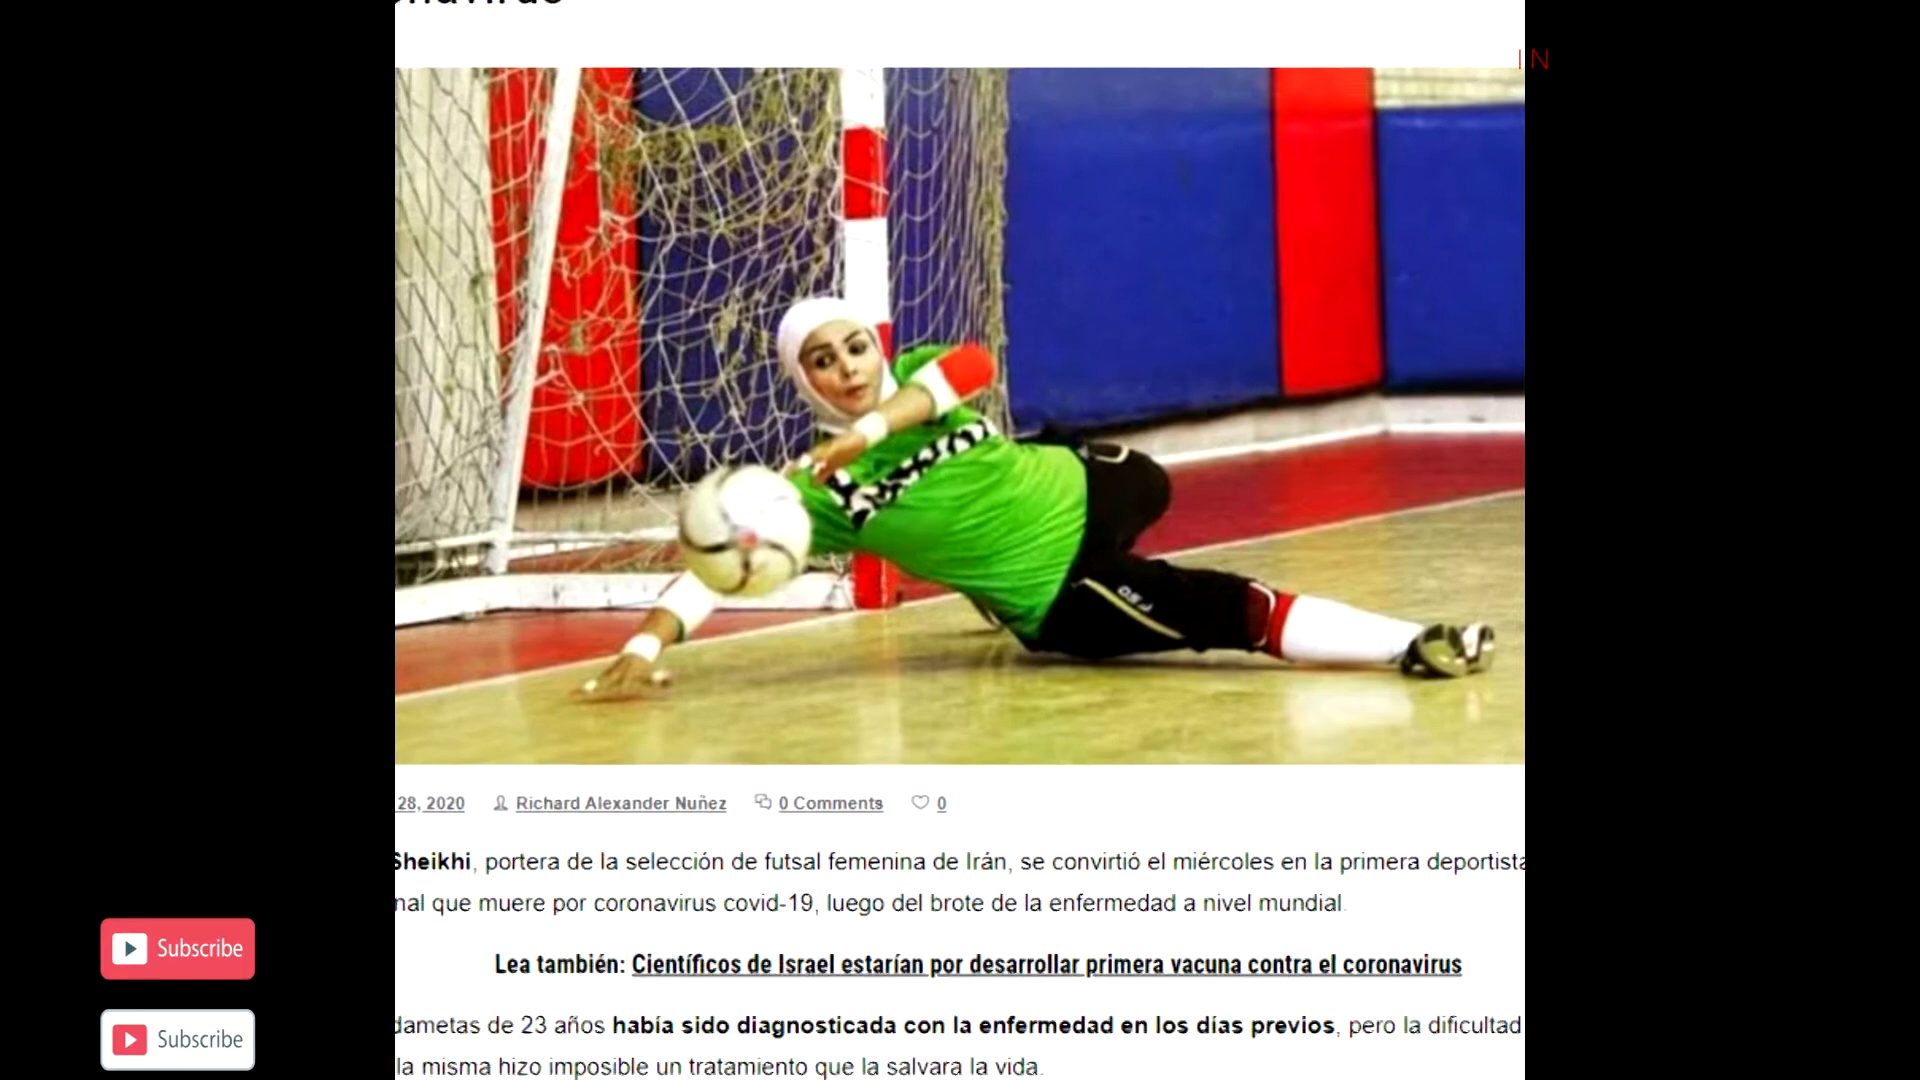 IN
28, 2020 Richard Alexander Nuñez 0 Comments 0
Sheikhi, portera de la selección de futsal femenina de Irán, se convirtió el miércoles en la primera deportista
nal que muere por coronavirus covid-19, luego del brote de la enfermedad a nivel mundial.
Lea también: Científicos de Israel estarían por desarrollar primera vacuna contra el coronavirus
dametas de 23 años había sido diagnosticada con la enfermedad en los días previos, pero la dificultad
la misma hizo imposible un tratamiento que la salvara la vida.
Subscribe
Subscribe